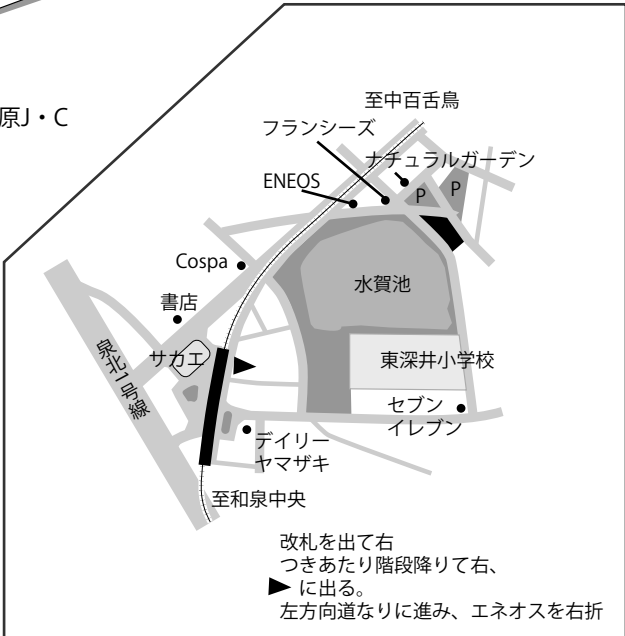 原J・C
至中百舌鳥
フランシーズ
ナチュラルガーデン
ENEOS
P
P
Cospa
水賀池
書店
サカエ
東深井小学校
泉北1号線
セブン
イレブン
デイリー
ヤマザキ
至和泉中央
改札を出て右
つきあたり階段降りて右、
▶ に出る。
左方向道なりに進み、エネオスを右折